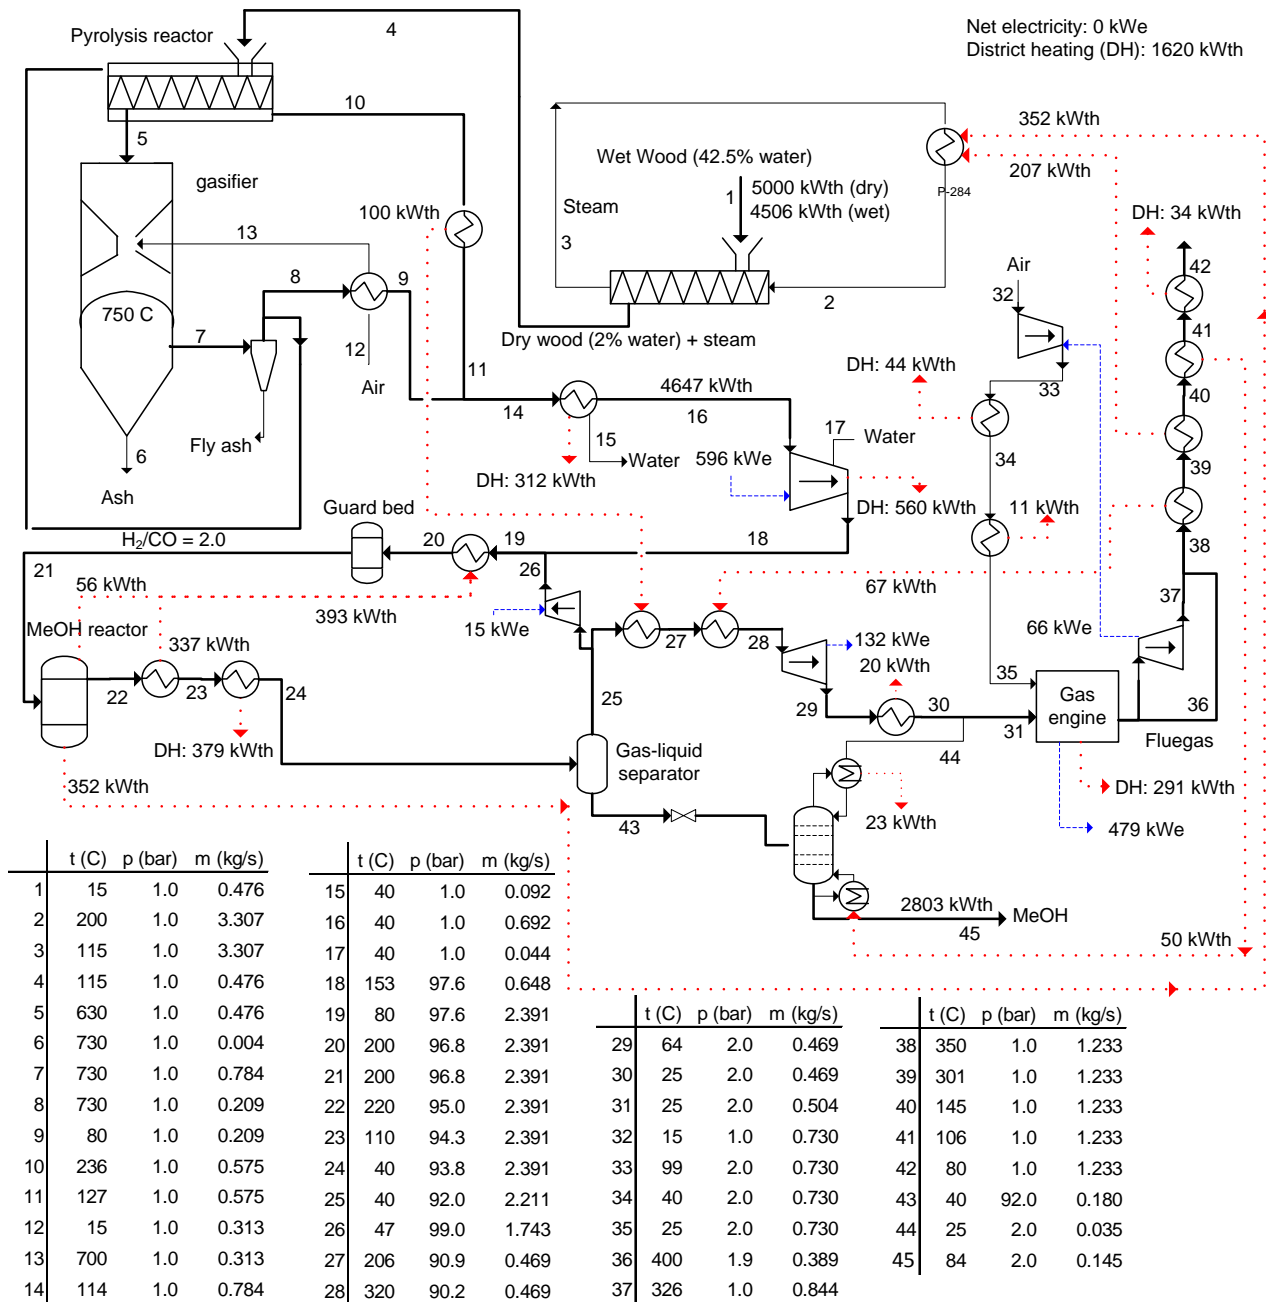 Net electricity: 0 kWe
District heating (DH): 1620 kWth
Pyrolysis reactor
4
10
5
gasifier
13
8
9
750 C
7
12
Air
Fly ash
6
Ash
100 kWth
11
Wet Wood (42.5% water)
5000 kWth (dry)
4506 kWth (wet)
1
Steam
3
2
Dry wood (2% water) + steam
P-284
352 kWth
207 kWth
DH: 34 kWth
42
41
40
39
38
Air
32
33
DH: 44 kWth
34
11 kWth
14
4647 kWth
16
15
Water
DH: 312 kWth
17
Water
596 kWe
DH: 560 kWth
18
Guard bed
H2/CO = 2.0
21
20
19
26
56 kWth
393 kWth
MeOH reactor
337 kWth
22
23
24
DH: 379 kWth
352 kWth
15 kWe
27
28
67 kWth
132 kWe
20 kWth
29
30
25
Gas-liquid
separator
43
44
23 kWth
31
35
Gas
engine
66 kWe
37
36
Fluegas
DH: 291 kWth
479 kWe
2803 kWth
MeOH
45
50 kWth
t (C) p (bar) m (kg/s)
1 15 1.0 0.476
2 200 1.0 3.307
3 115 1.0 3.307
4 115 1.0 0.476
5 630 1.0 0.476
6 730 1.0 0.004
7 730 1.0 0.784
8 730 1.0 0.209
9 80 1.0 0.209
10 236 1.0 0.575
11 127 1.0 0.575
12 15 1.0 0.313
13 700 1.0 0.313
14 114 1.0 0.784
t (C) p (bar) m (kg/s)
15 40 1.0 0.092
16 40 1.0 0.692
17 40 1.0 0.044
18 153 97.6 0.648
19 80 97.6 2.391
20 200 96.8 2.391
21 200 96.8 2.391
22 220 95.0 2.391
23 110 94.3 2.391
24 40 93.8 2.391
25 40 92.0 2.211
26 47 99.0 1.743
27 206 90.9 0.469
28 320 90.2 0.469
t (C) p (bar) m (kg/s)
29 64 2.0 0.469
30 25 2.0 0.469
31 25 2.0 0.504
32 15 1.0 0.730
33 99 2.0 0.730
34 40 2.0 0.730
35 25 2.0 0.730
36 400 1.9 0.389
37 326 1.0 0.844
t (C) p (bar) m (kg/s)
38 350 1.0 1.233
39 301 1.0 1.233
40 145 1.0 1.233
41 106 1.0 1.233
42 80 1.0 1.233
43 40 92.0 0.180
44 25 2.0 0.035
45 84 2.0 0.145